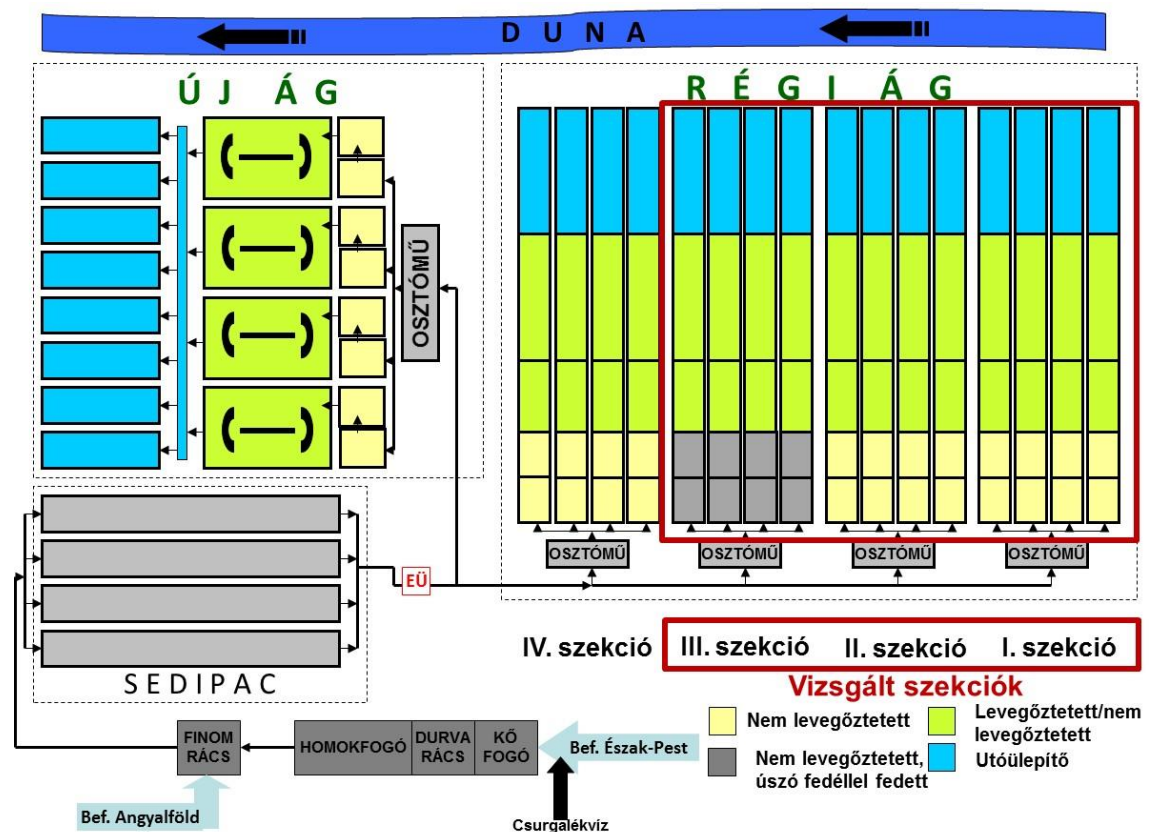 D U N A
Ú J Á G
R É G I Á G
OSZTÓMŰ
OSZTÓMŰ
OSZTÓMŰ
OSZTÓMŰ
OSZTÓMŰ
EÜ
SEDIPAC
IV. szekció
III. szekció
II. szekció
I. szekció
Vizsgált szekciók
Nem levegőztetett
Levegőztetett/nem
levegőztetett
Nem levegőztetett,
úszó fedéllel fedett
Utóülepítő
FINOM
RÁCS
HOMOKFOGÓ
DURVA
RÁCS
KŐ
FOGÓ
Bef. Észak-Pest
Bef. Angyalföld
Csurgalékvíz